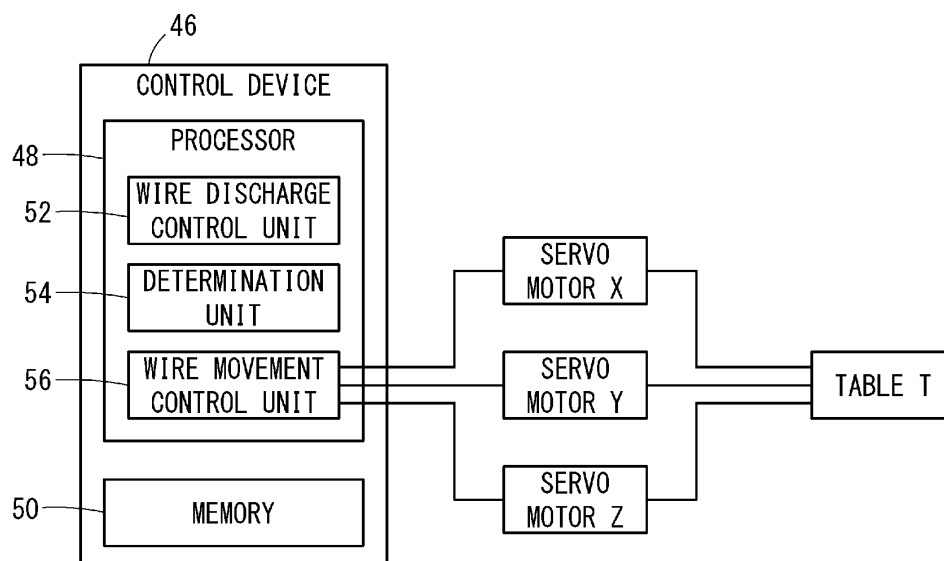 46
CONTROL DEVICE
PROCESSOR
48
WIRE DISCHARGE
CONTROL UNIT
52
DETERMINATION
UNIT
54
WIRE MOVEMENT
CONTROL UNIT
56
MEMORY
50
SERVO
MOTOR X
SERVO
MOTOR Y
SERVO
MOTOR Z
TABLE T